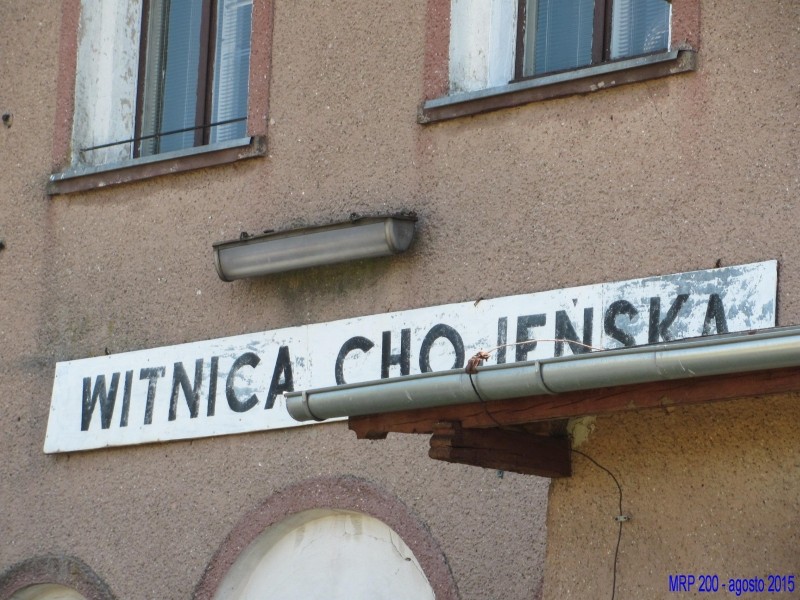 WITNICA CHOJEŃSKA
MRP 200 - agosto 2015